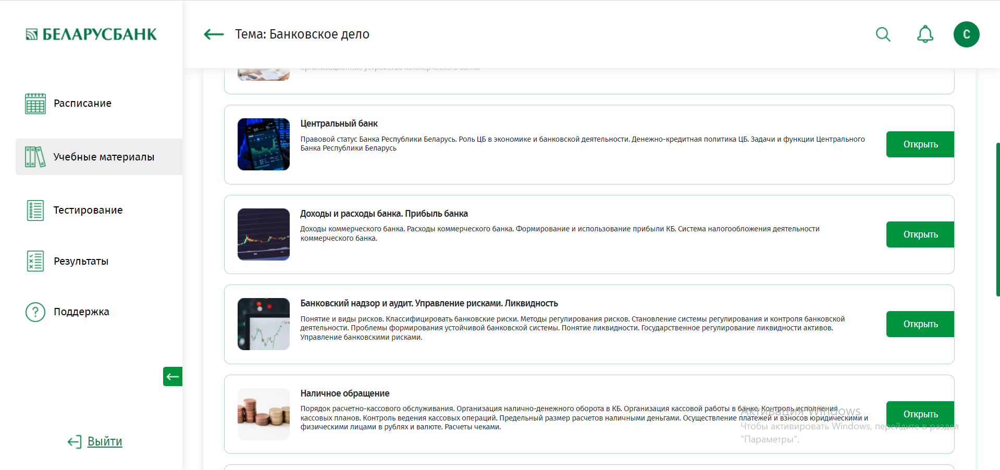 БЕЛАРУСБАНК
Тема: Банковское дело
С
Расписание
Учебные материалы
Тестирование
Результаты
Поддержка
Выйти
организационное устройство коммерческого банка
Центральный банк
Правовой статус Банка Республики Беларусь. Роль ЦБ в экономике и банковской деятельности. Денежно-кредитная политика ЦБ. Задачи и функции Центрального
Банка Республики Беларусь
Открыть
Доходы и расходы банка. Прибыль банка
Доходы коммерческого банка. Расходы коммерческого банка. Формирование и использование прибыли КБ. Система налогообложения деятельности
коммерческого банка.
Открыть
Банковский надзор и аудит. Управление рисками. Ликвидность
Понятие и виды рисков. Классифицировать банковские риски. Методы регулирования рисков. Становление системы регулирования и контроля банковской
деятельности. Проблемы формирования устойчивой банковской системы. Понятие ликвидности. Государственное регулирование ликвидности активов.
Управление банковскими рисками.
Открыть
Наличное обращение
Порядок расчетно-кассового обслуживания. Организация налично-денежного оборота в КБ. Организация кассовой работы в банке. Контроль исполнения
кассовых планов. Контроль ведения кассовых операций. Предельный размер расчетов наличными деньгами. Осуществление платежей и взносов юридическими и
физическими лицами в рублях и валюте. Расчеты чеками.
Открыть
Активация Windows
Чтобы активировать Windows, перейдите в раздел
"Параметры".